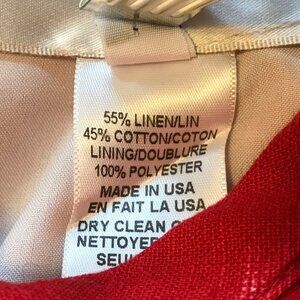 55% LINEN/LIN
45% COTTON/COTON
LINING/DOUBLURE
100% POLYESTER
MADE IN USA
EN FAIT LA USA
DRY CLEAN
NETTOYER
SEUL